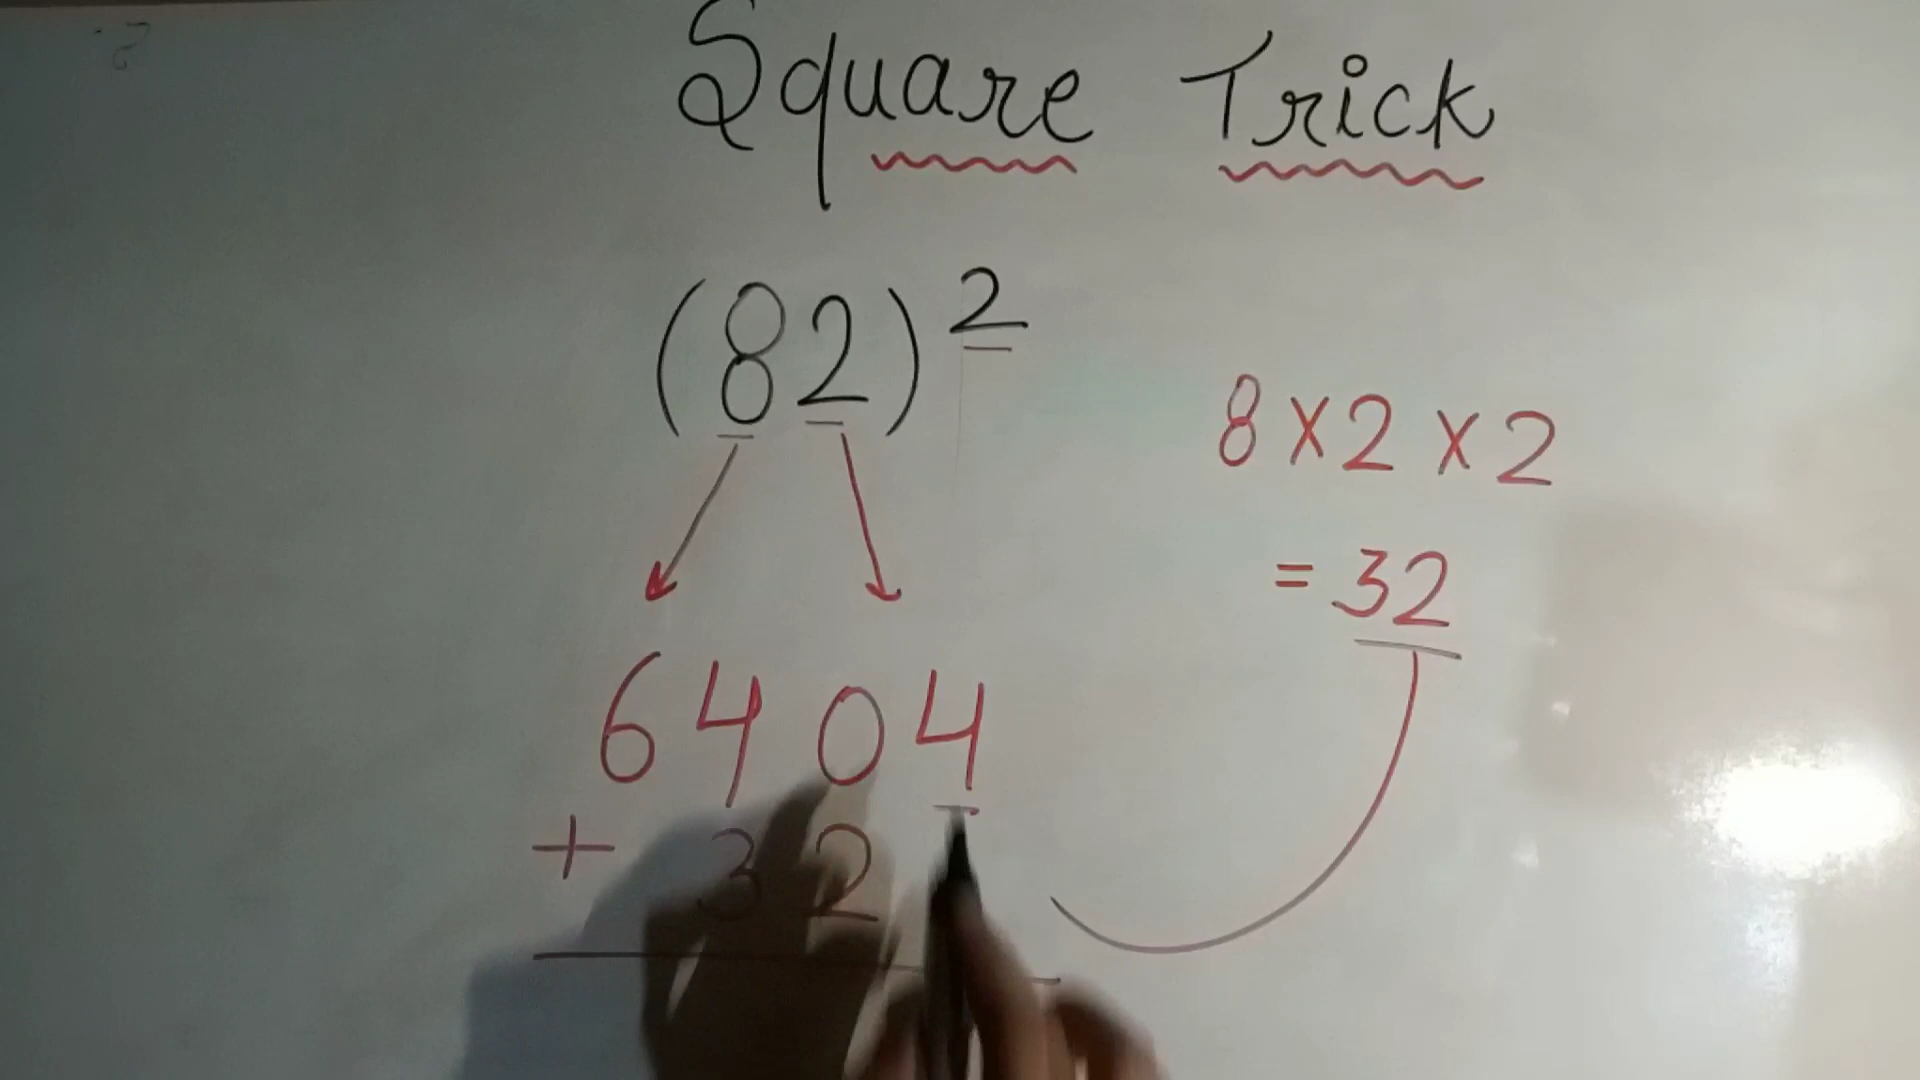 Square Trick
(82)²
8 x 2 x 2
= 32
6404
+ 32